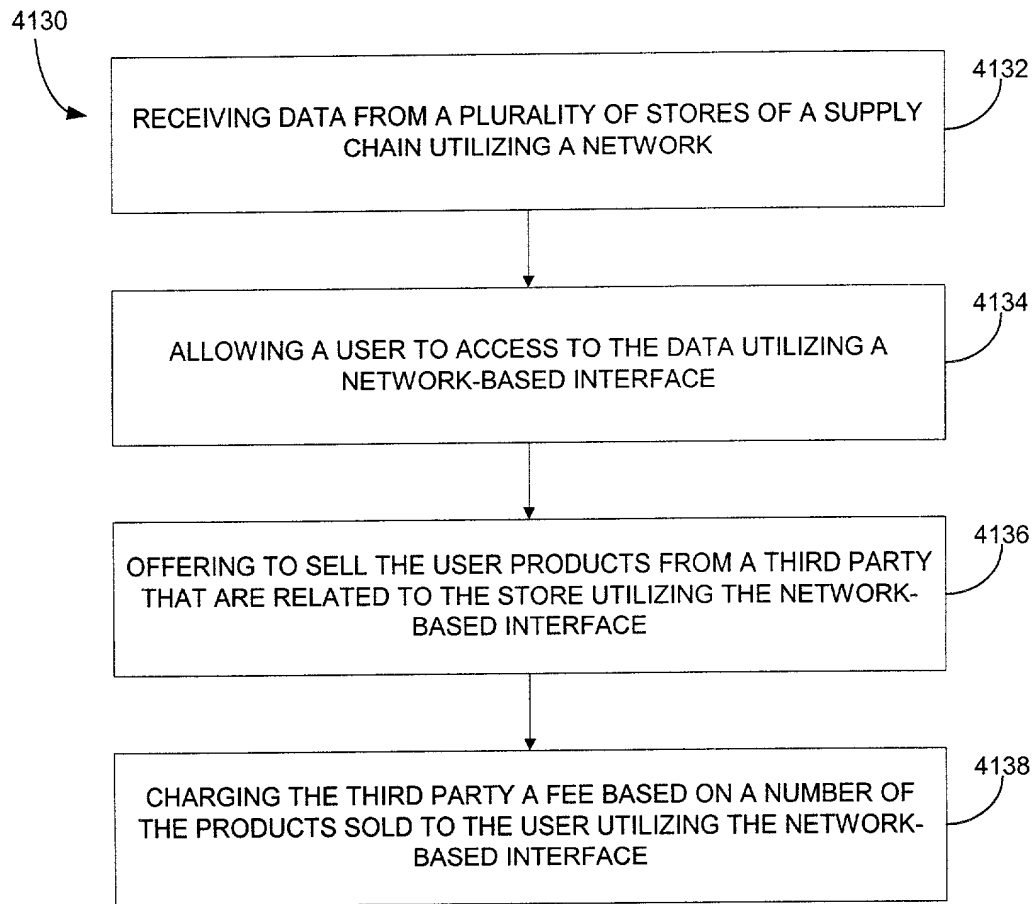 4130
4132
RECEIVING DATA FROM A PLURALITY OF STORES OF A SUPPLY
CHAIN UTILIZING A NETWORK
4134
ALLOWING A USER TO ACCESS TO THE DATA UTILIZING A
NETWORK-BASED INTERFACE
4136
OFFERING TO SELL THE USER PRODUCTS FROM A THIRD PARTY
THAT ARE RELATED TO THE STORE UTILIZING THE NETWORK-
BASED INTERFACE
4138
CHARGING THE THIRD PARTY A FEE BASED ON A NUMBER OF
THE PRODUCTS SOLD TO THE USER UTILIZING THE NETWORK-
BASED INTERFACE